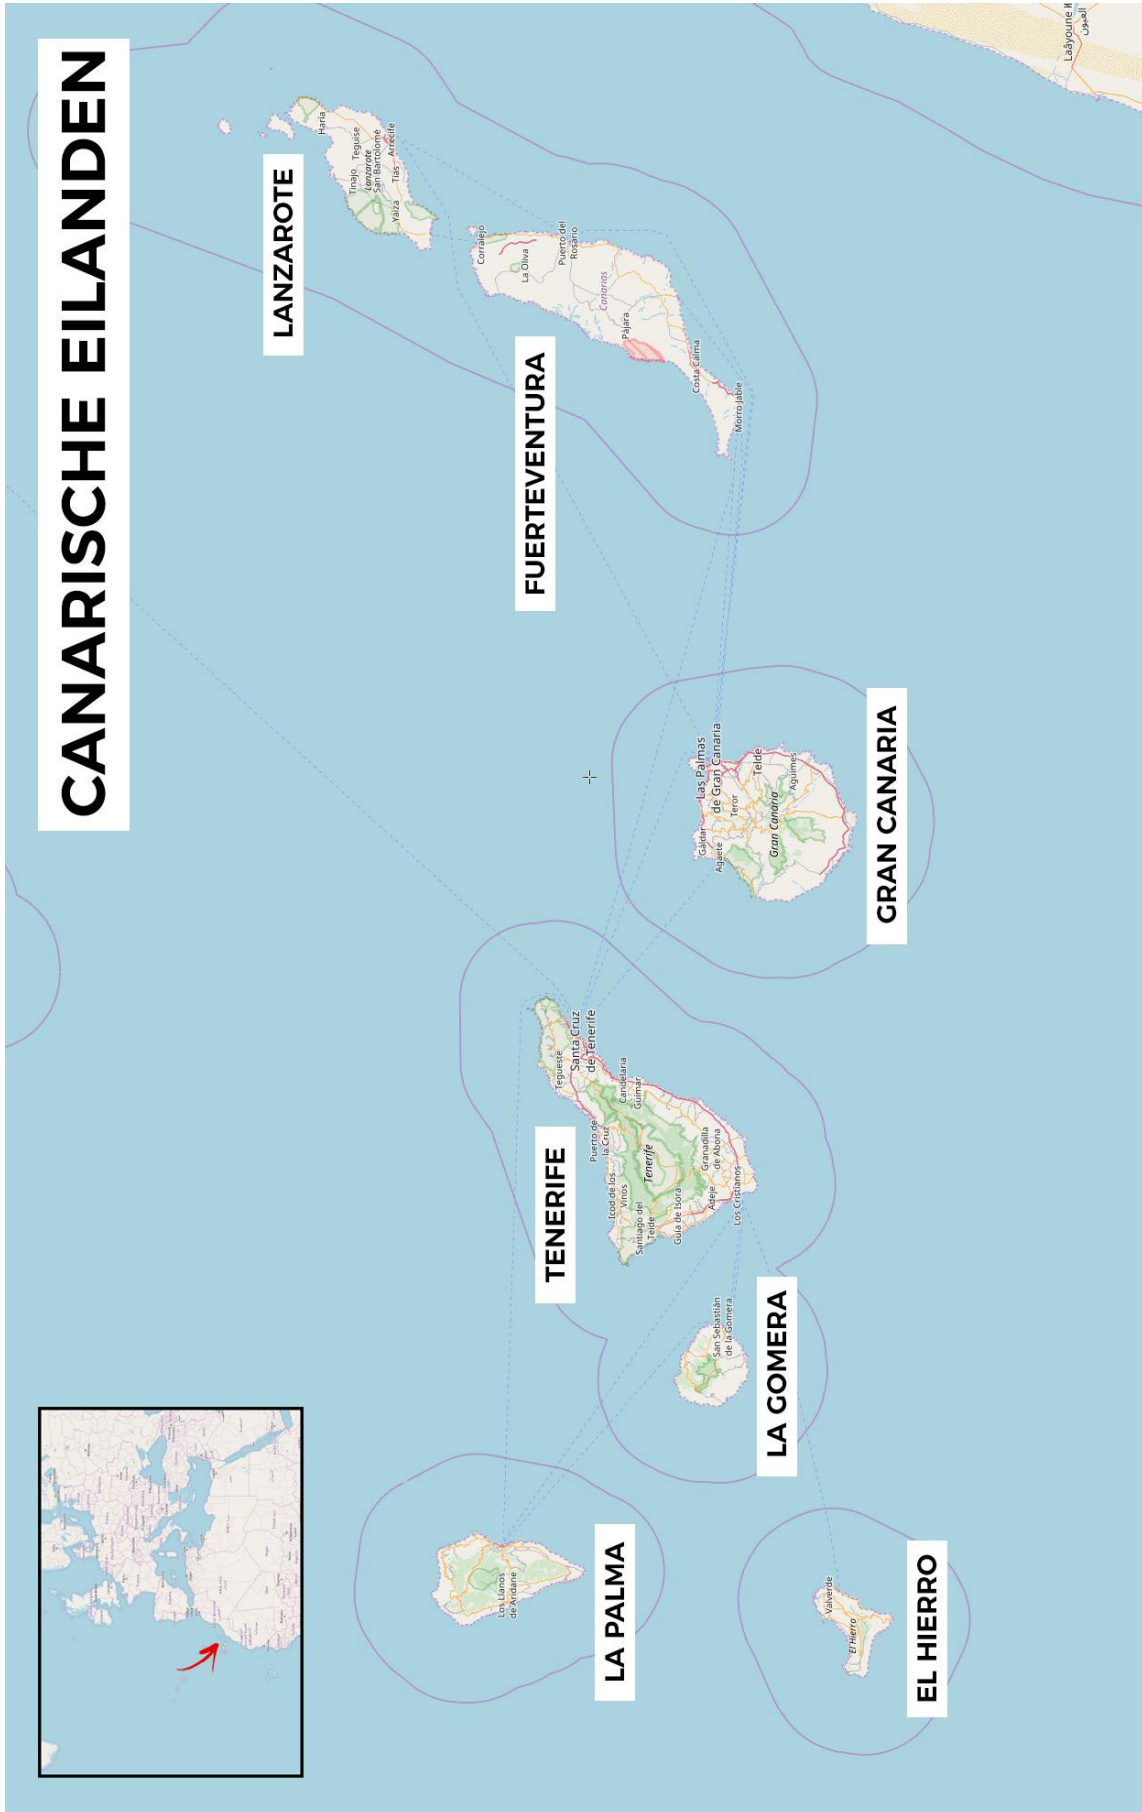 CANARISCHE EILANDEN
LANZAROTE
Haría
Teguise
Tinajo
Lanzarote
San Bartolomé
Arrecife
Tías
Yaiza
FUERTEVENTURA
Corralejo
La Oliva
Puerto del
Rosario
Canarias
Pájara
Costa Calma
Morro Jable
Laâyoune
العيون
GRAN CANARIA
Las Palmas
de Gran Canaria
Telde
Teror
Agüimes
Gáldar
Agaete
Gran Canaria
TENERIFE
Santa Cruz
de Tenerife
Tegueste
Candelaria
Güímar
Puerto de
la Cruz
Tenerife
Granadilla
de Abona
Icod de los
Vinos
Santiago del
Teide
Guía de Isora
Adeje
Los Cristianos
LA GOMERA
San Sebastián
de la Gomera
LA PALMA
Los Llanos
de Aridane
EL HIERRO
Valverde
El Hierro